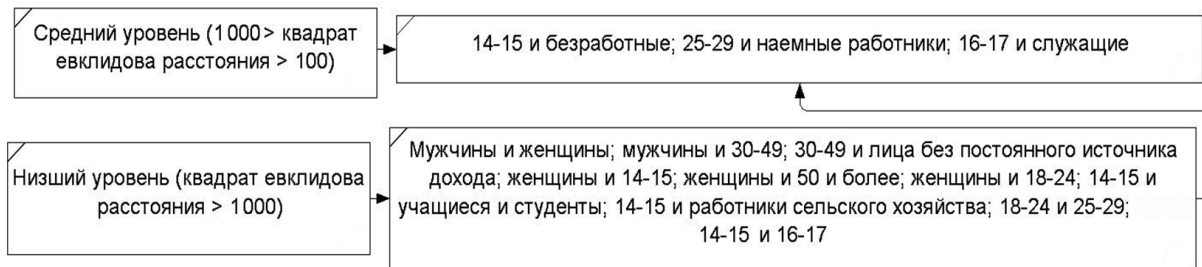 Средний уровень (1000 > квадрат
евклидова расстояния > 100)
14-15 и безработные; 25-29 и наемные работники; 16-17 и служащие
Низший уровень (квадрат евклидова
расстояния > 1000)
Мужчины и женщины; мужчины и 30-49; 30-49 и лица без постоянного источника
дохода; женщины и 14-15; женщины и 50 и более; женщины и 18-24; 14-15 и
учащиеся и студенты; 14-15 и работники сельского хозяйства; 18-24 и 25-29;
14-15 и 16-17